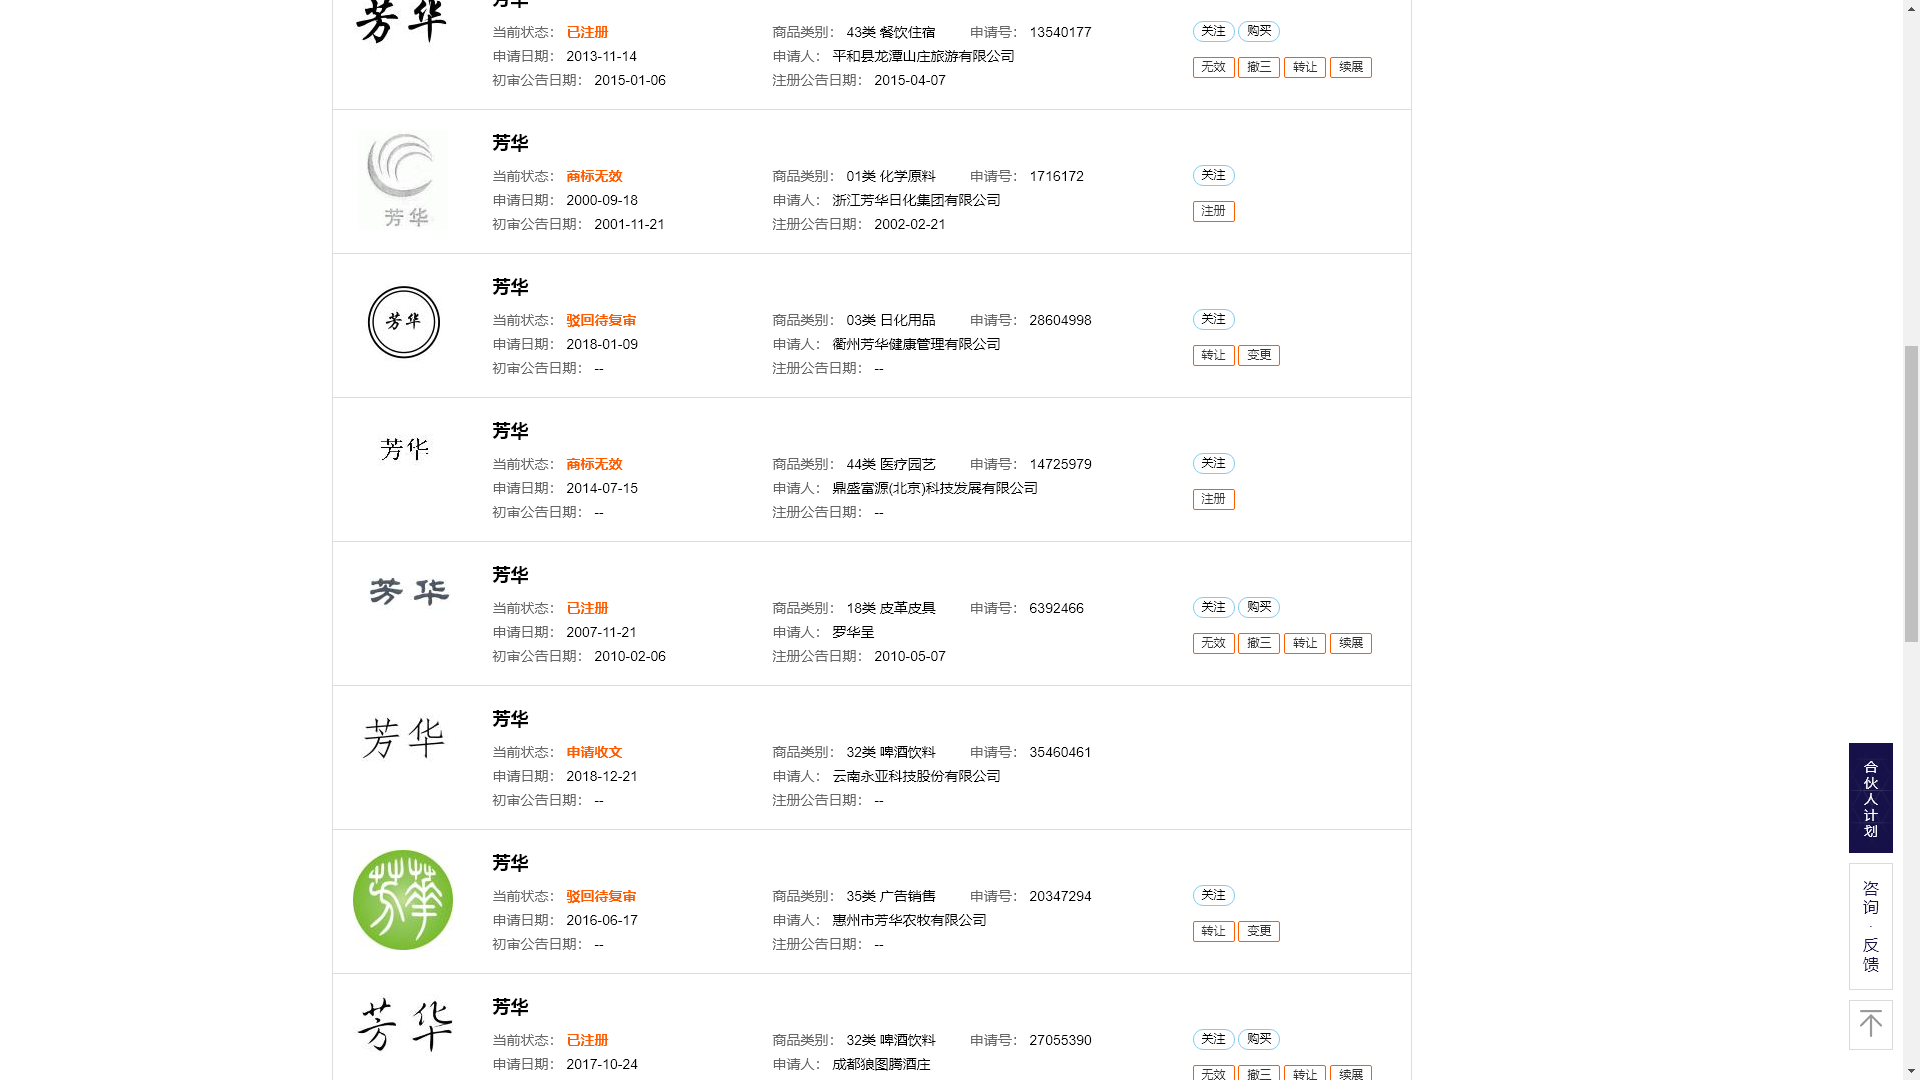 芳华
芳华
当前状态： 已注册 商品类别： 43类 餐饮住宿 申请号： 13540177 关注 购买
申请日期： 2013-11-14 申请人： 平和县龙潭山庄旅游有限公司 无效 撤三 转让 续展
初审公告日期： 2015-01-06 注册公告日期： 2015-04-07
芳华
芳华
当前状态： 商标无效 商品类别： 01类 化学原料 申请号： 1716172 关注
申请日期： 2000-09-18 申请人： 浙江芳华日化集团有限公司 注册
初审公告日期： 2001-11-21 注册公告日期： 2002-02-21
芳华
芳华
当前状态： 驳回待复审 商品类别： 03类 日化用品 申请号： 28604998 关注
申请日期： 2018-01-09 申请人： 衢州芳华健康管理有限公司 转让 变更
初审公告日期： -- 注册公告日期： --
芳华
芳华
当前状态： 商标无效 商品类别： 44类 医疗园艺 申请号： 14725979 关注
申请日期： 2014-07-15 申请人： 鼎盛富源(北京)科技发展有限公司 注册
初审公告日期： -- 注册公告日期： --
芳华
芳华
当前状态： 已注册 商品类别： 18类 皮革皮具 申请号： 6392466 关注 购买
申请日期： 2007-11-21 申请人： 罗华呈 无效 撤三 转让 续展
初审公告日期： 2010-02-06 注册公告日期： 2010-05-07
芳华
芳华
当前状态： 申请收文 商品类别： 32类 啤酒饮料 申请号： 35460461
申请日期： 2018-12-21 申请人： 云南永亚科技股份有限公司
初审公告日期： -- 注册公告日期： --
芳華
芳华
当前状态： 驳回待复审 商品类别： 35类 广告销售 申请号： 20347294 关注
申请日期： 2016-06-17 申请人： 惠州市芳华农牧有限公司 转让 变更
初审公告日期： -- 注册公告日期： --
芳华
芳华
当前状态： 已注册 商品类别： 32类 啤酒饮料 申请号： 27055390 关注 购买
申请日期： 2017-10-24 申请人： 成都狼图腾酒庄 无效 撤三 转让 续展
合伙人计划
咨询·反馈